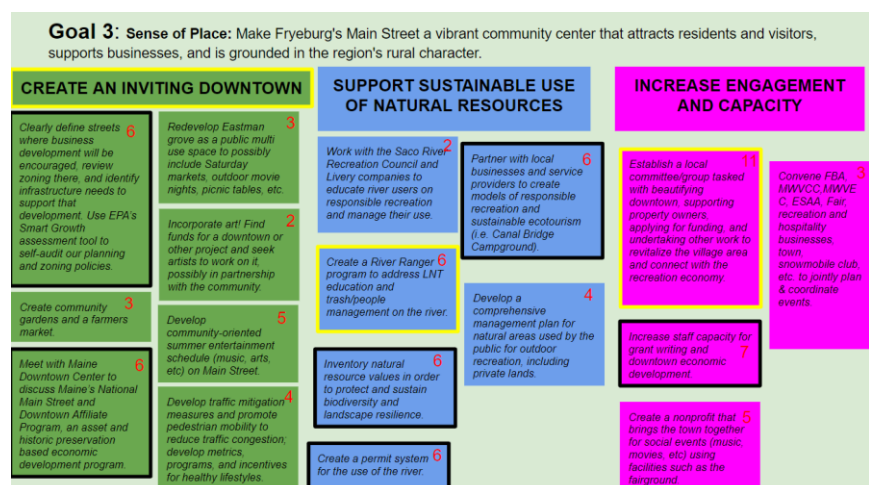 Goal 3: Sense of Place: Make Fryeburg's Main Street a vibrant community center that attracts residents and visitors,
supports businesses, and is grounded in the region's rural character.
CREATE AN INVITING DOWNTOWN
Clearly define streets 6
where business
development will be
encouraged, review
zoning there, and identify
infrastructure needs to
support that
development. Use EPA's
Smart Growth
assessment tool to
self-audit our planning
and zoning policies.
Create community 3
gardens and a farmers
market.
Meet with Maine 6
Downtown Center to
discuss Maine's National
Main Street and
Downtown Affiliate
Program, an asset and
historic preservation
based economic
development program.
Redevelop Eastman 3
grove as a public multi
use space to possibly
include Saturday
markets, outdoor movie
nights, picnic tables, etc.
Incorporate art! Find 2
funds for a downtown or
other project and seek
artists to work on it,
possibly in partnership
with the community.
Develop 5
community-oriented
summer entertainment
schedule (music, arts,
etc) on Main Street.
Develop traffic mitigation 4
measures and promote
pedestrian mobility to
reduce traffic congestion;
develop metrics,
programs, and incentives
for healthy lifestyles.
SUPPORT SUSTAINABLE USE
OF NATURAL RESOURCES
Work with the Saco River 2
Recreation Council and
Livery companies to
educate river users on
responsible recreation
and manage their use.
Create a River Ranger 6
program to address LNT
education and
trash/people
management on the river.
Inventory natural 6
resource values in order
to protect and sustain
biodiversity and
landscape resilience.
Create a permit system 6
for the use of the river.
Partner with local 6
businesses and service
providers to create
models of responsible
recreation and
sustainable ecotourism
(i.e. Canal Bridge
Campground).
Develop a 4
comprehensive
management plan for
natural areas used by the
public for outdoor
recreation, including
private lands.
INCREASE ENGAGEMENT
AND CAPACITY
Establish a local 11
committee/group tasked
with beautifying
downtown, supporting
property owners,
applying for funding, and
undertaking other work to
revitalize the village area
and connect with the
recreation economy.
Increase staff capacity for
grant writing and 7
downtown economic
development.
Create a nonprofit that 5
brings the town together
for social events (music,
movies, etc) using
facilities such as the
fairground.
Convene FBA, 3
MWVCC,MWVE
C, ESAA, Fair,
recreation and
hospitality
businesses,
town,
snowmobile club,
etc. to jointly plan
& coordinate
events.